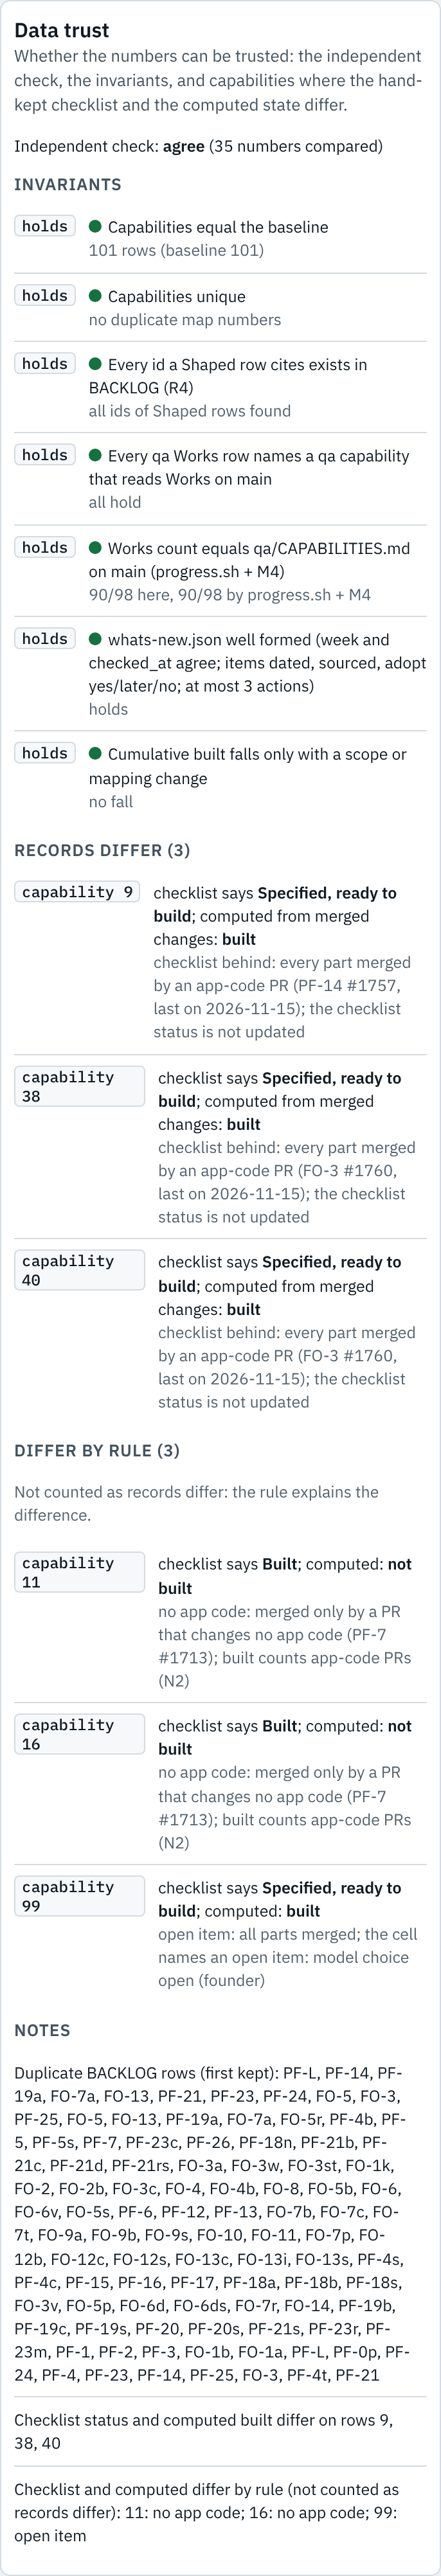 Data trust
Whether the numbers can be trusted: the independent
check, the invariants, and capabilities where the hand-
kept checklist and the computed state differ.
Independent check: agree (35 numbers compared)
INVARIANTS
holds
Capabilities equal the baseline
101 rows (baseline 101)
holds
Capabilities unique
no duplicate map numbers
holds
Every id a Shaped row cites exists in
BACKLOG (R4)
all ids of Shaped rows found
holds
Every qa Works row names a qa capability
that reads Works on main
all hold
holds
Works count equals qa/CAPABILITIES.md
on main (progress.sh + M4)
90/98 here, 90/98 by progress.sh + M4
holds
whats-new.json well formed (week and
checked_at agree; items dated, sourced, adopt
yes/later/no; at most 3 actions)
holds
holds
Cumulative built falls only with a scope or
mapping change
no fall
RECORDS DIFFER (3)
capability 9
checklist says Specified, ready to
build; computed from merged
changes: built
checklist behind: every part merged
by an app-code PR (PF-14 #1757,
last on 2026-11-15); the checklist
status is not updated
capability
38
checklist says Specified, ready to
build; computed from merged
changes: built
checklist behind: every part merged
by an app-code PR (FO-3 #1760,
last on 2026-11-15); the checklist
status is not updated
capability
40
checklist says Specified, ready to
build; computed from merged
changes: built
checklist behind: every part merged
by an app-code PR (FO-3 #1760,
last on 2026-11-15); the checklist
status is not updated
DIFFER BY RULE (3)
Not counted as records differ: the rule explains the
difference.
capability
11
checklist says Built; computed: not
built
no app code: merged only by a PR
that changes no app code (PF-7
#1713); built counts app-code PRs
(N2)
capability
16
checklist says Built; computed: not
built
no app code: merged only by a PR
that changes no app code (PF-7
#1713); built counts app-code PRs
(N2)
capability
99
checklist says Specified, ready to
build; computed: built
open item: all parts merged; the cell
names an open item: model choice
open (founder)
NOTES
Duplicate BACKLOG rows (first kept): PF-L, PF-14, PF-
19a, FO-7a, FO-13, PF-21, PF-23, PF-24, FO-5, FO-3,
PF-25, FO-5, FO-13, PF-19a, FO-7a, FO-5r, PF-4b, PF-
5, PF-5s, PF-7, PF-23c, PF-26, PF-18n, PF-21b, PF-
21c, PF-21d, PF-21rs, FO-3a, FO-3w, FO-3st, FO-1k,
FO-2, FO-2b, FO-3c, FO-4, FO-4b, FO-8, FO-5b, FO-6,
FO-6v, FO-5s, PF-6, PF-12, PF-13, FO-7b, FO-7c, FO-
7t, FO-9a, FO-9b, FO-9s, FO-10, FO-11, FO-7p, FO-
12b, FO-12c, FO-12s, FO-13c, FO-13i, FO-13s, PF-4s,
PF-4c, PF-15, PF-16, PF-17, PF-18a, PF-18b, PF-18s,
FO-3v, FO-5p, FO-6d, FO-6ds, FO-7r, FO-14, PF-19b,
PF-19c, PF-19s, PF-20, PF-20s, PF-21s, PF-23r, PF-
23m, PF-1, PF-2, PF-3, FO-1b, FO-1a, PF-L, PF-0p, PF-
24, PF-4, PF-23, PF-14, PF-25, FO-3, PF-4t, PF-21
Checklist status and computed built differ on rows 9,
38, 40
Checklist and computed differ by rule (not counted as
records differ): 11: no app code; 16: no app code; 99:
open item